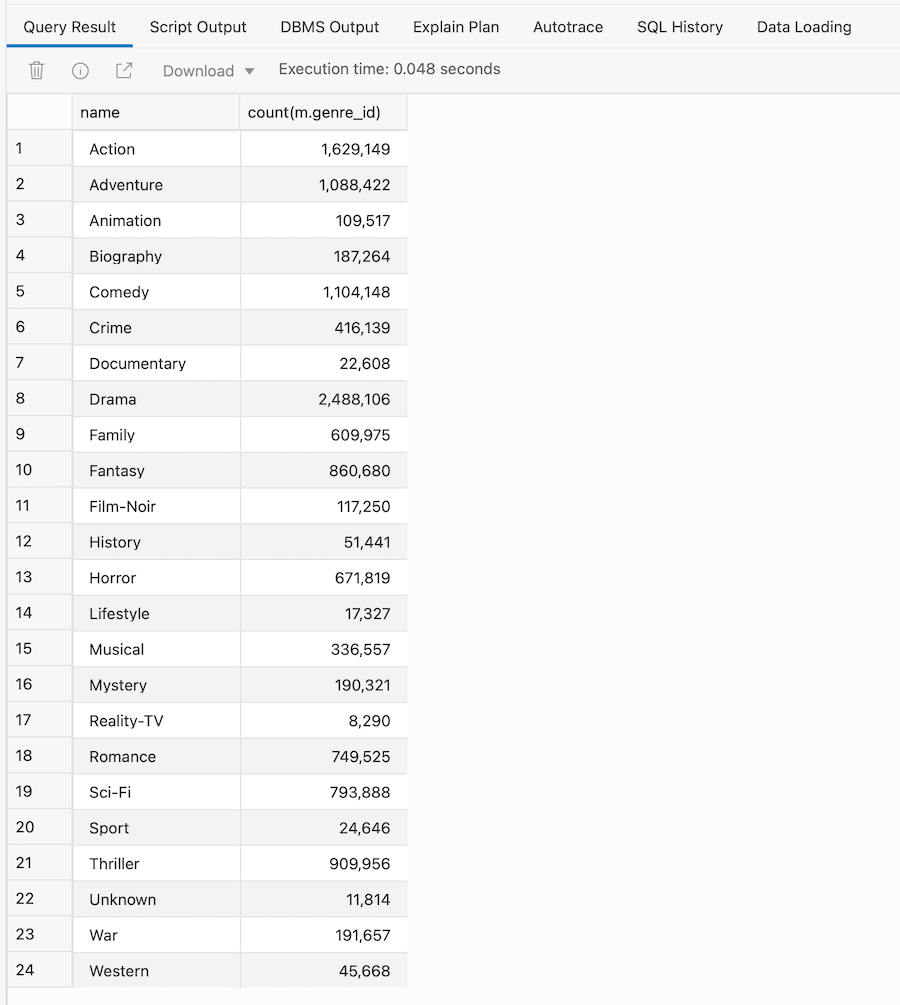 Query Result Script Output DBMS Output Explain Plan Autotrace SQL History Data Loading
Download Execution time: 0.048 seconds
name count(m.genre_id)
1 Action 1,629,149
2 Adventure 1,088,422
3 Animation 109,517
4 Biography 187,264
5 Comedy 1,104,148
6 Crime 416,139
7 Documentary 22,608
8 Drama 2,488,106
9 Family 609,975
10 Fantasy 860,680
11 Film-Noir 117,250
12 History 51,441
13 Horror 671,819
14 Lifestyle 17,327
15 Musical 336,557
16 Mystery 190,321
17 Reality-TV 8,290
18 Romance 749,525
19 Sci-Fi 793,888
20 Sport 24,646
21 Thriller 909,956
22 Unknown 11,814
23 War 191,657
24 Western 45,668